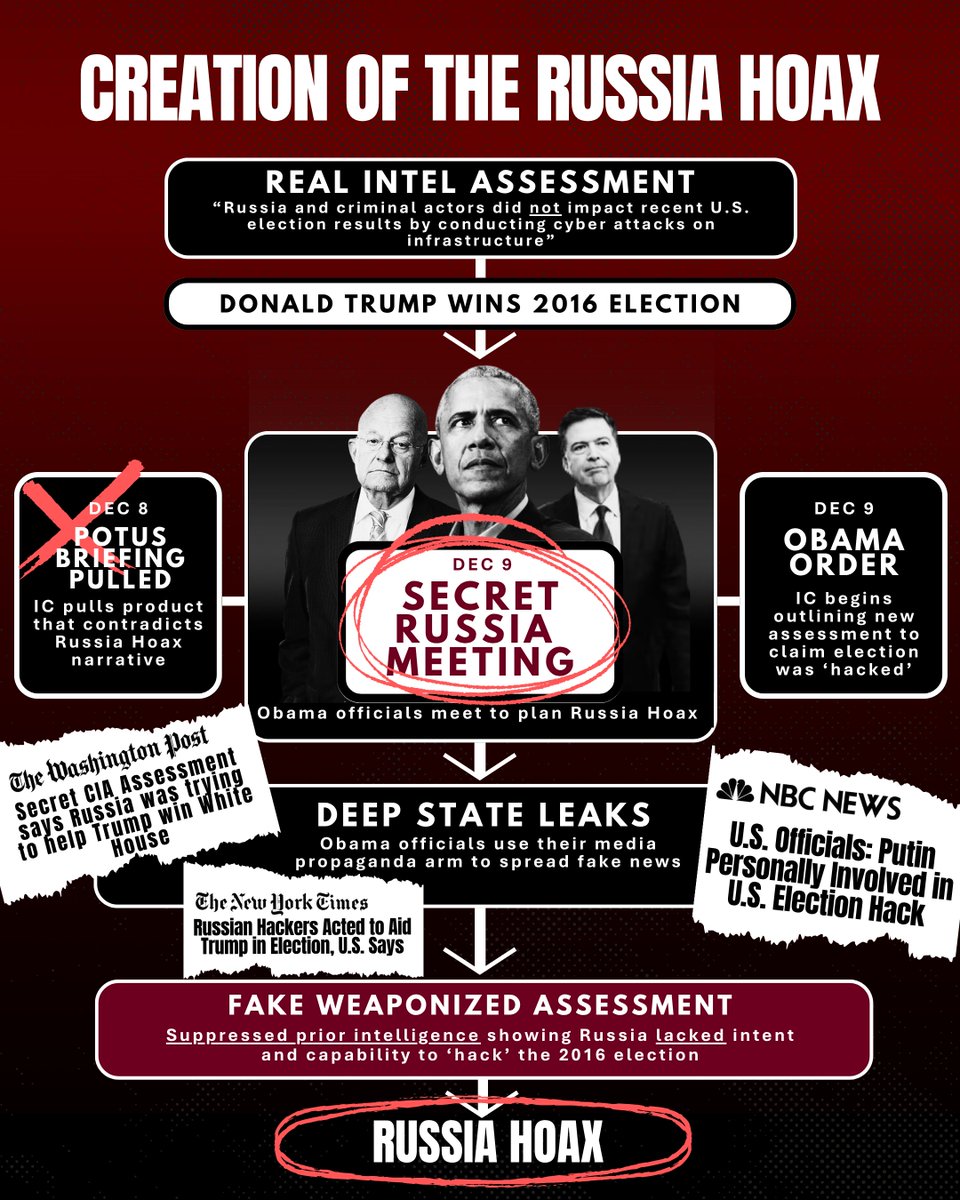 CREATION OF THE RUSSIA HOAX
REAL INTEL ASSESSMENT
“Russia and criminal actors did not impact recent U.S.
election results by conducting cyber attacks on
infrastructure”
DONALD TRUMP WINS 2016 ELECTION
DEC 8
POTUS
BRIEFING
PULLED
IC pulls product
that contradicts
Russia Hoax
narrative
DEC 9
SECRET
RUSSIA
MEETING
Obama officials meet to plan Russia Hoax
DEC 9
OBAMA
ORDER
IC begins
outlining new
assessment to
claim election
was ‘hacked’
The Washington Post
Secret CIA Assessment
says Russia was trying
to help Trump win White
House
DEEP STATE LEAKS
Obama officials use their media
propaganda arm to spread fake news
NBC NEWS
U.S. Officials: Putin
Personally Involved in
U.S. Election Hack
The New York Times
Russian Hackers Acted to Aid
Trump in Election, U.S. Says
FAKE WEAPONIZED ASSESSMENT
Suppressed prior intelligence showing Russia lacked intent
and capability to ‘hack’ the 2016 election
RUSSIA HOAX